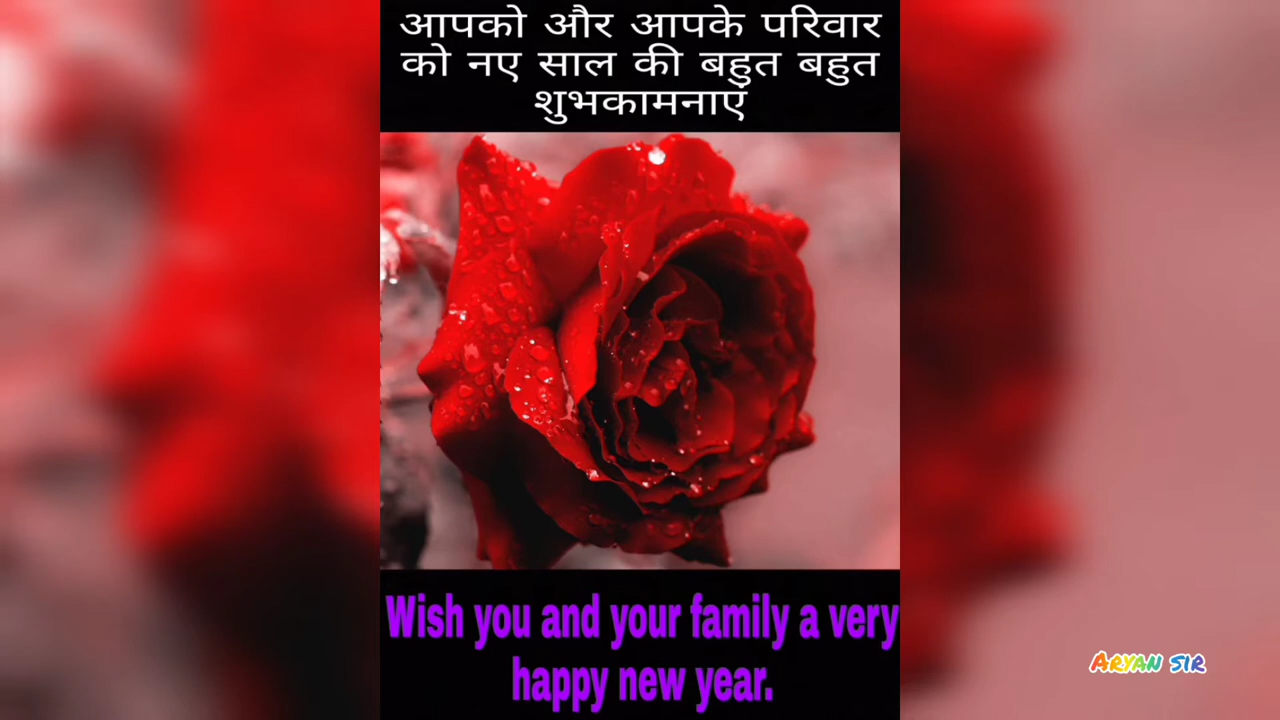 आपको और आपके परिवार
को नए साल की बहुत बहुत
शुभकामनाएं
Wish you and your family a very
happy new year.
Aryan sir